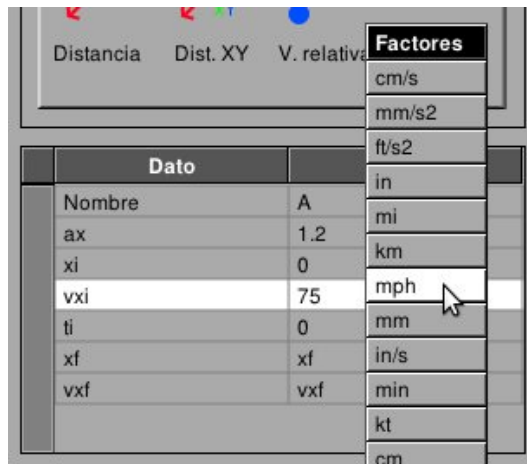 Distancia
Dist. XY
V. relativa
Dato
Nombre A
ax 1.2
xi 0
vxi 75
ti 0
xf xf
vxf vxf
Factores
cm/s
mm/s2
ft/s2
in
mi
km
mph
mm
in/s
min
kt
cm